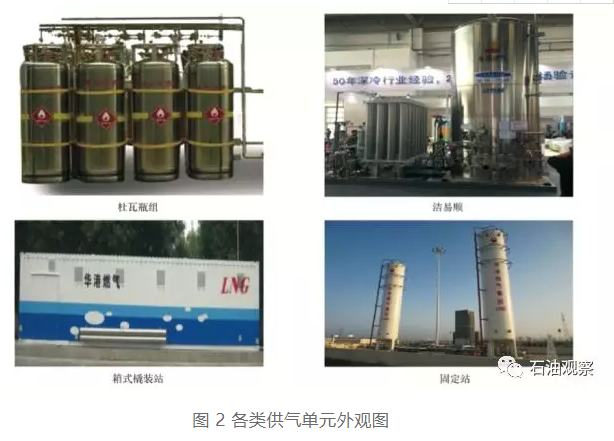 50年深冷行业经验
杜瓦瓶组
洁易顺
华港燃气
LNG
石油观察
箱式橇装站
固定站
图 2 各类供气单元外观图